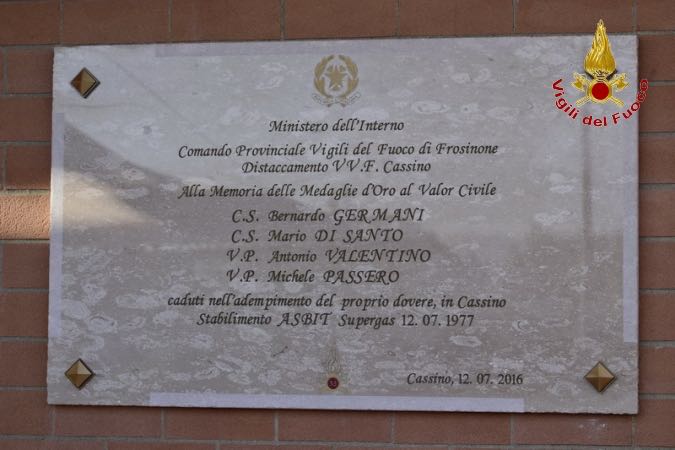 Vigili del Fuoco
Ministero dell'Interno
Comando Provinciale Vigili del Fuoco di Frosinone
Distaccamento V V.F. Cassino
Alla Memoria delle Medaglie d'Oro al Valor Civile
C.S. Bernardo GERMANI
C.S. Mario DI SANTO
V.P. Antonio VALENTINO
V.P. Michele PASSERO
caduti nell'adempimento del proprio dovere, in Cassino
Stabilimento ASBIT Supergas 12.07.1977
Cassino, 12.07.2016